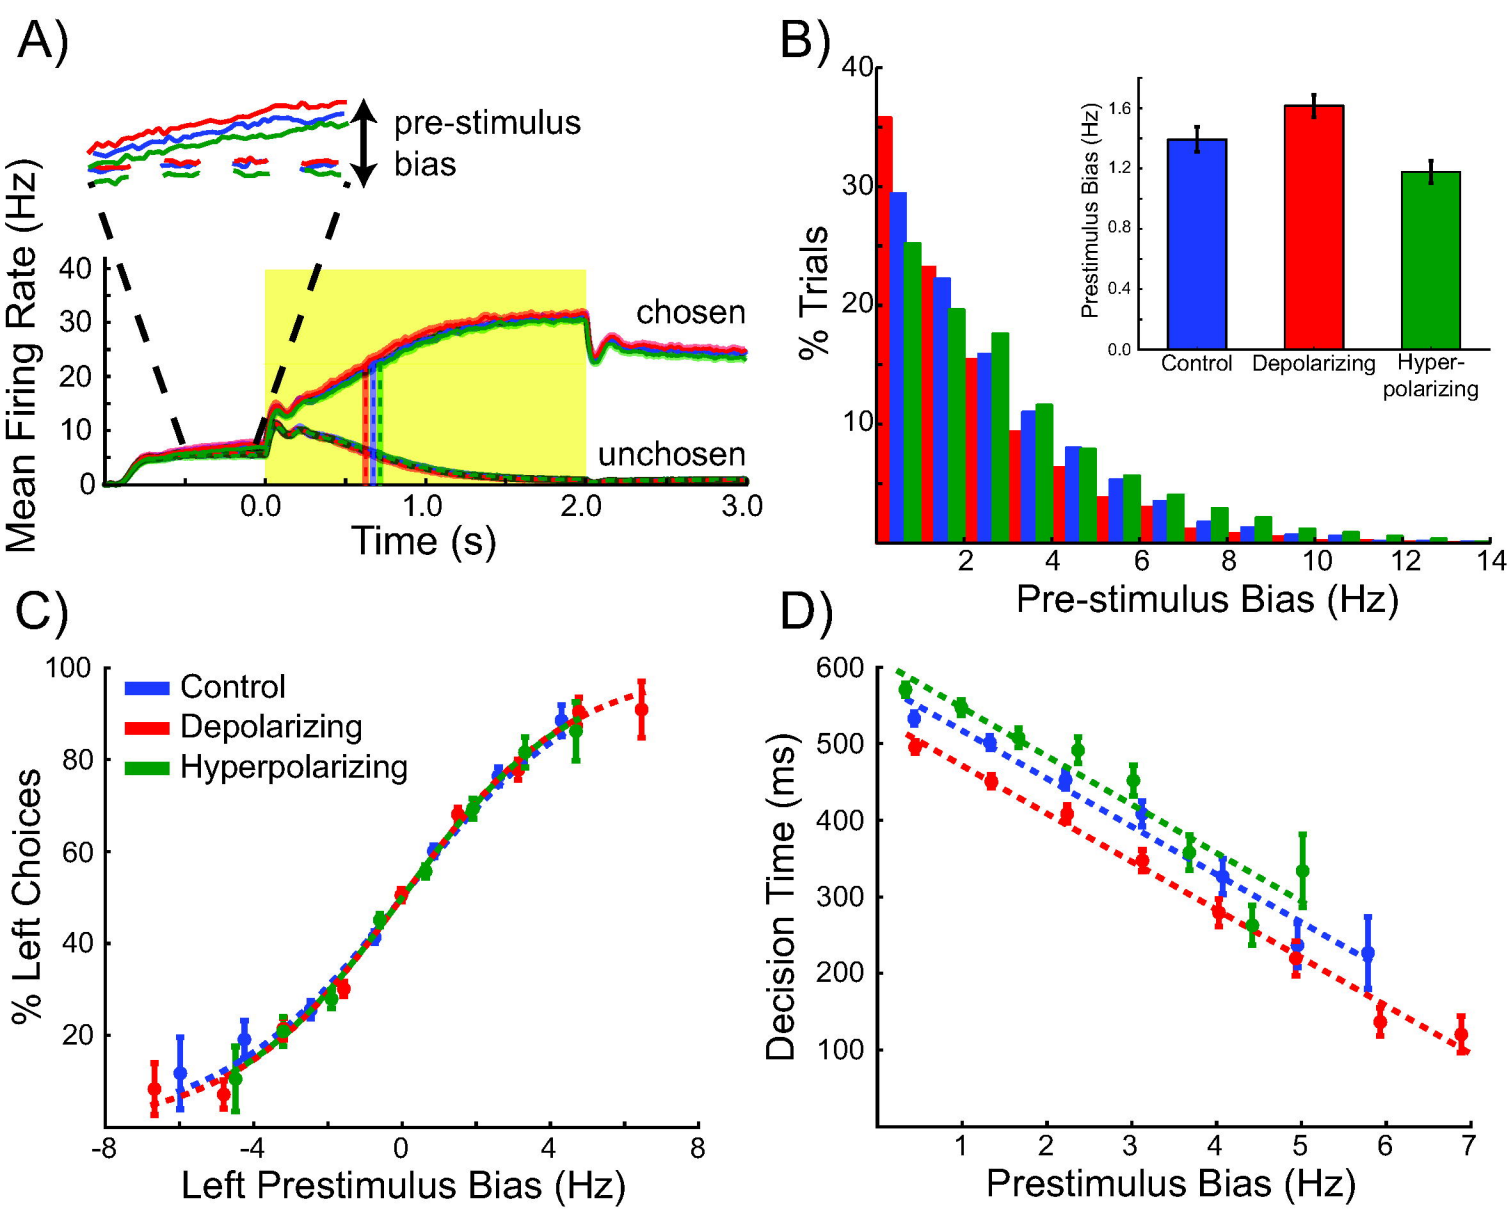 A)
pre-stimulus
bias
Mean Firing Rate (Hz)
40
30
20
10
0
chosen
unchosen
0.0
1.0
2.0
3.0
Time (s)
B)
% Trials
40
30
20
10
2
4
6
8
10
12
14
Pre-stimulus Bias (Hz)
Prestimulus Bias (Hz)
1.6
1.2
0.8
0.4
0.0
Control
Depolarizing
Hyper-
polarizing
C)
% Left Choices
100
80
60
40
20
Control
Depolarizing
Hyperpolarizing
-8
-4
0
4
8
Left Prestimulus Bias (Hz)
D)
Decision Time (ms)
600
500
400
300
200
100
1
2
3
4
5
6
7
Prestimulus Bias (Hz)